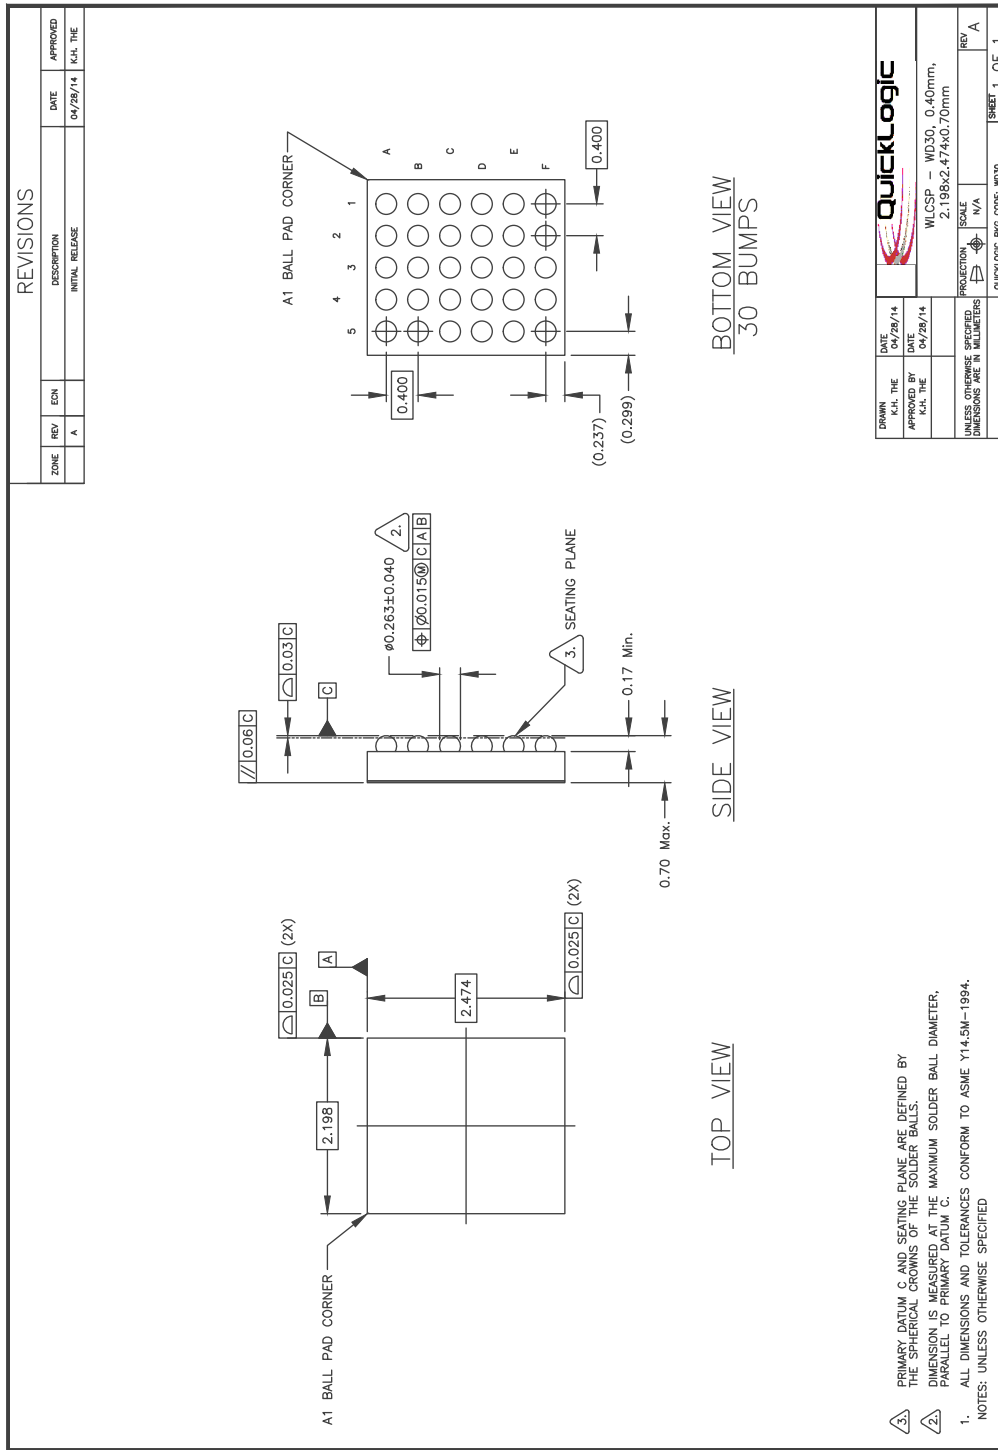 REVISIONS
ZONE REV ECN DESCRIPTION DATE APPROVED
A INITIAL RELEASE 04/28/14 K.H. THE
A1 BALL PAD CORNER
2.198
B
⌓ 0.025 C (2X)
A
2.474
⌓ 0.025 C (2X)
TOP VIEW
// 0.06 C
⌓ 0.03 C
C
ø0.263±0.040
2.
⌖ Ø0.015Ⓜ C A B
3. SEATING PLANE
0.17 Min.
0.70 Max.
SIDE VIEW
A1 BALL PAD CORNER
5 4 3 2 1
A
B
C
D
E
F
0.400
0.400
(0.237)
(0.299)
BOTTOM VIEW
30 BUMPS
3. PRIMARY DATUM C AND SEATING PLANE ARE DEFINED BY
THE SPHERICAL CROWNS OF THE SOLDER BALLS.
2. DIMENSION IS MEASURED AT THE MAXIMUM SOLDER BALL DIAMETER,
PARALLEL TO PRIMARY DATUM C.
1. ALL DIMENSIONS AND TOLERANCES CONFORM TO ASME Y14.5M-1994.
NOTES: UNLESS OTHERWISE SPECIFIED
DRAWN DATE
K.H. THE 04/28/14
APPROVED BY DATE
K.H. THE 04/28/14
UNLESS OTHERWISE SPECIFIED
DIMENSIONS ARE IN MILLIMETERS
QuickLogic
WLCSP - WD30, 0.40mm,
2.198x2.474x0.70mm
PROJECTION SCALE REV
N/A A
QUICKLOGIC PKG CODE: WD30 SHEET 1 OF 1